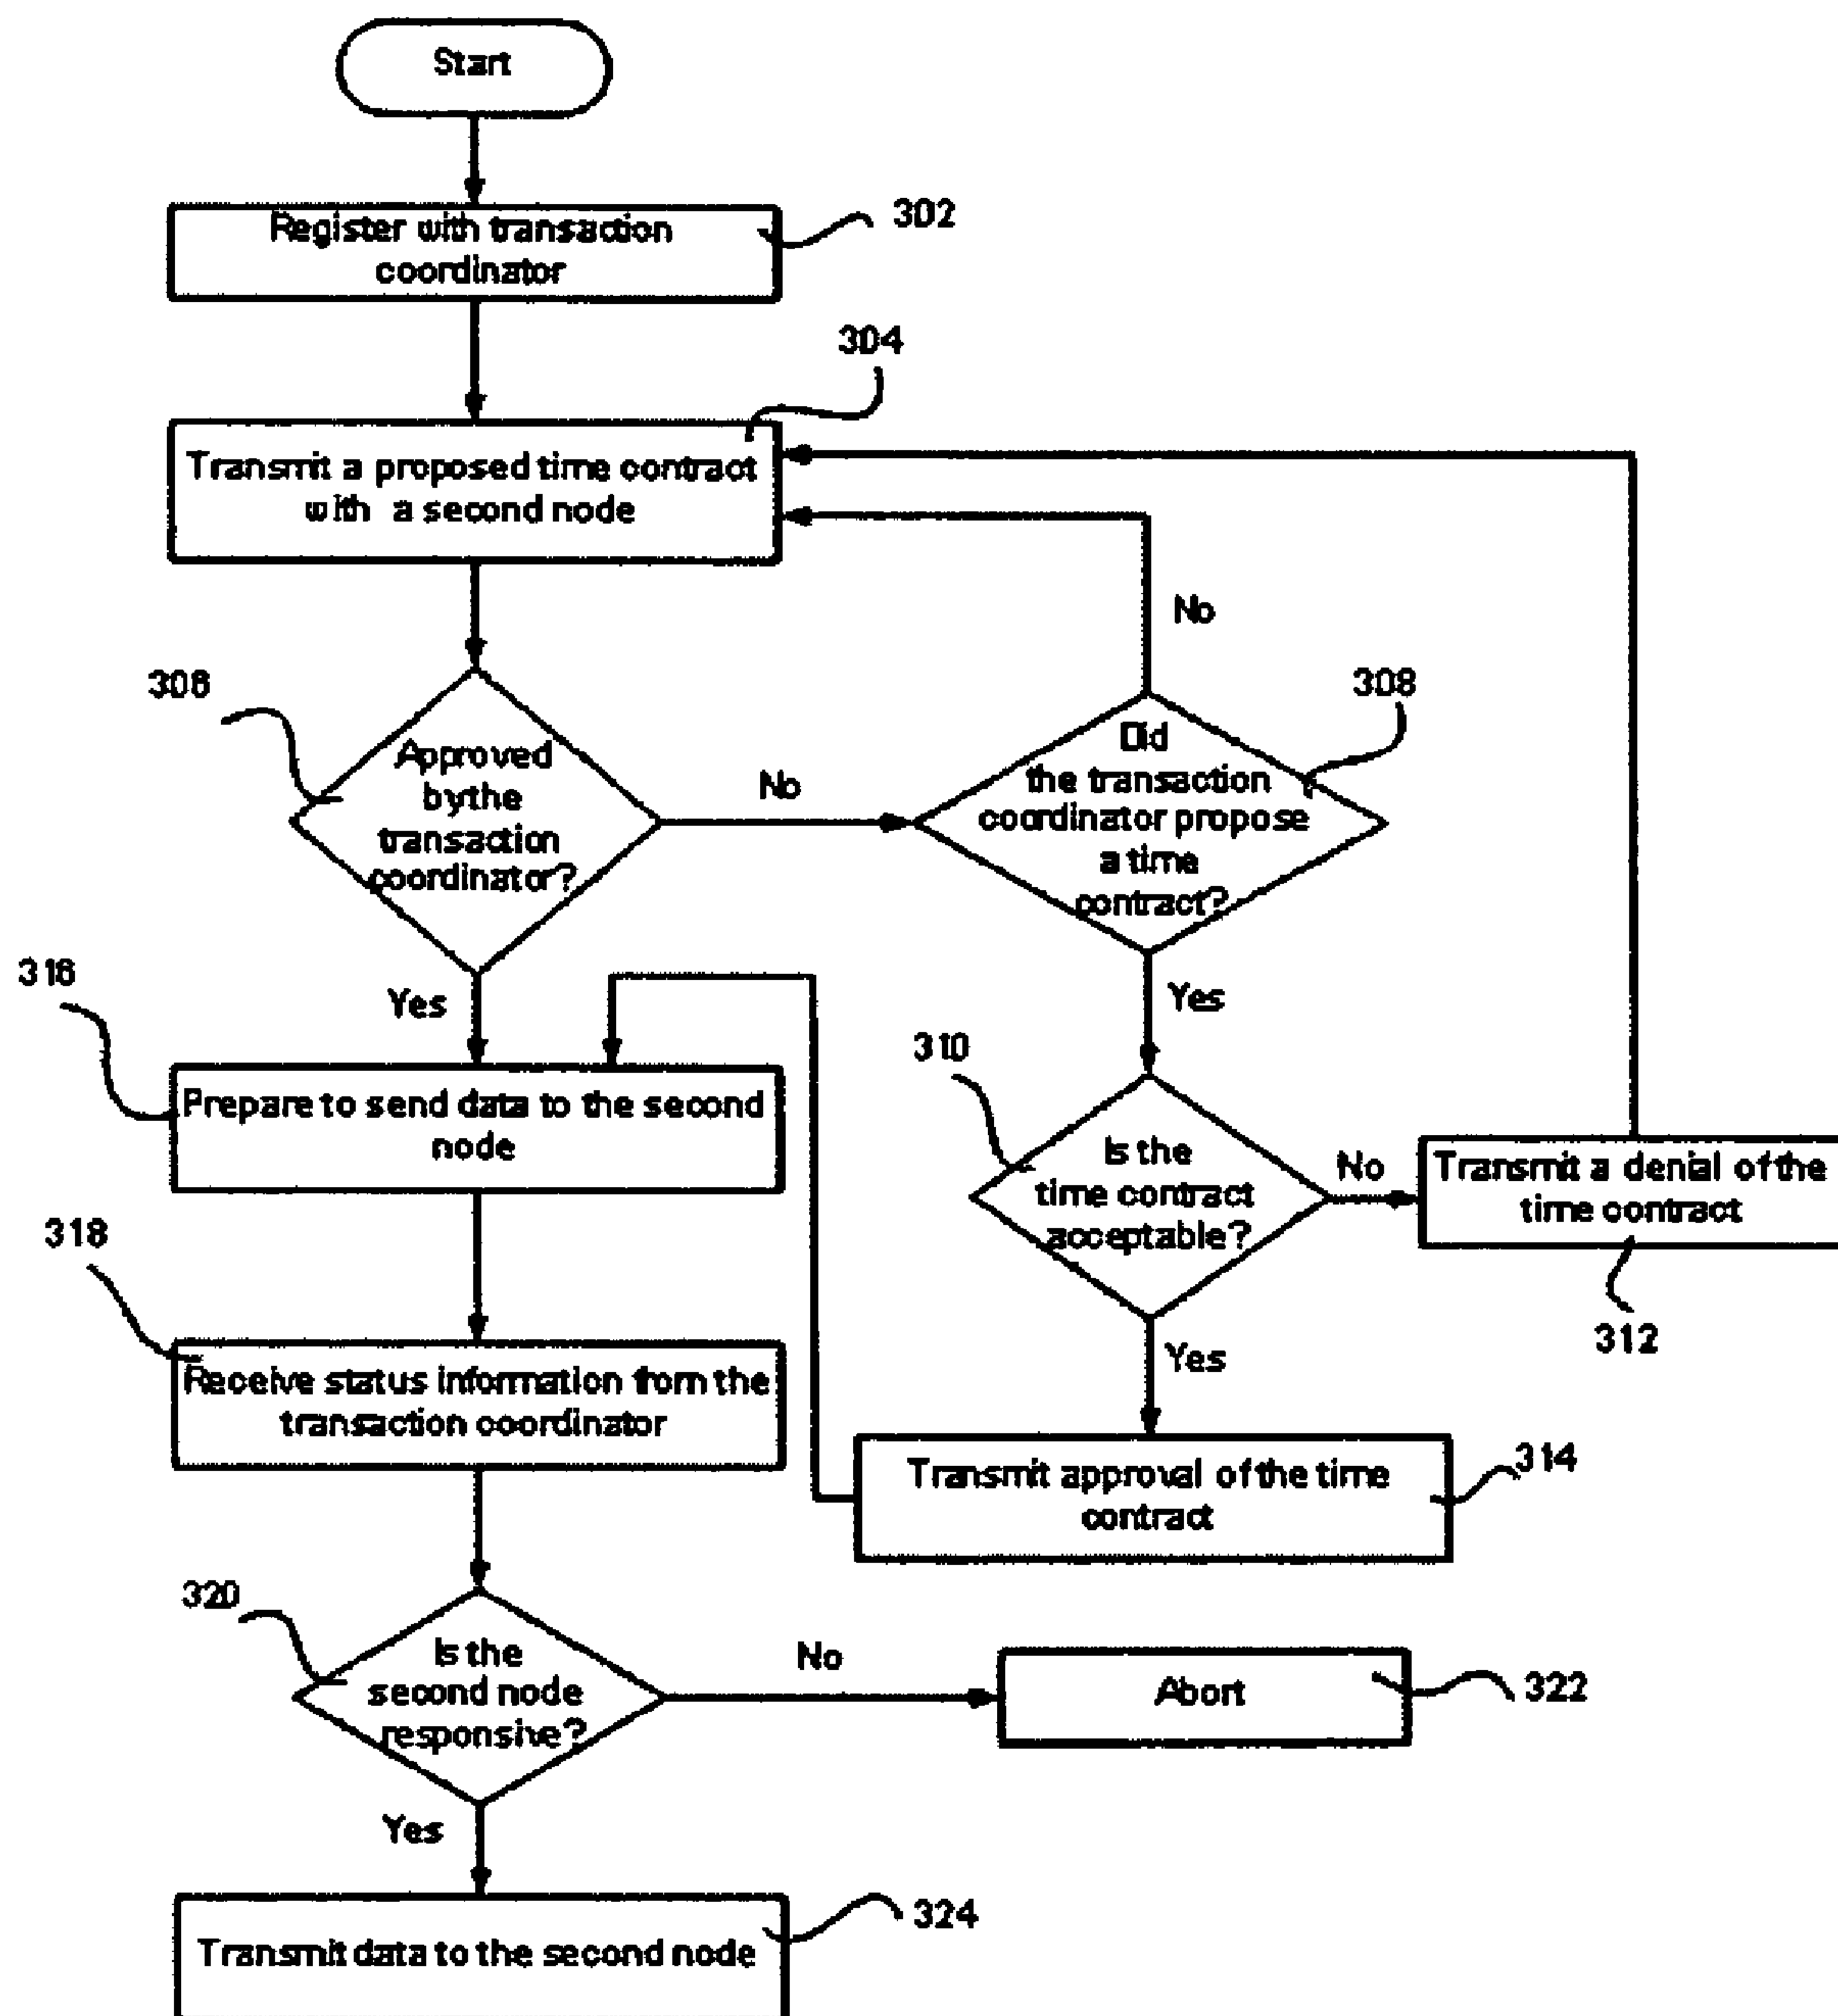 Start
Register with transaction
coordinator
302
304
Transmit a proposed time contract
with a second node
No
306
308
Approved
by the
transaction
coordinator?
No
Did
the transaction
coordinator propose
a time
contract?
316
Yes
Yes
310
Prepare to send data to the second
node
Is the
time contract
acceptable?
No
Transmit a denial of the
time contract
318
312
Yes
Receive status information from the
transaction coordinator
Transmit approval of the time
contract
314
320
Is the
second node
responsive?
No
Abort
322
Yes
324
Transmit data to the second node